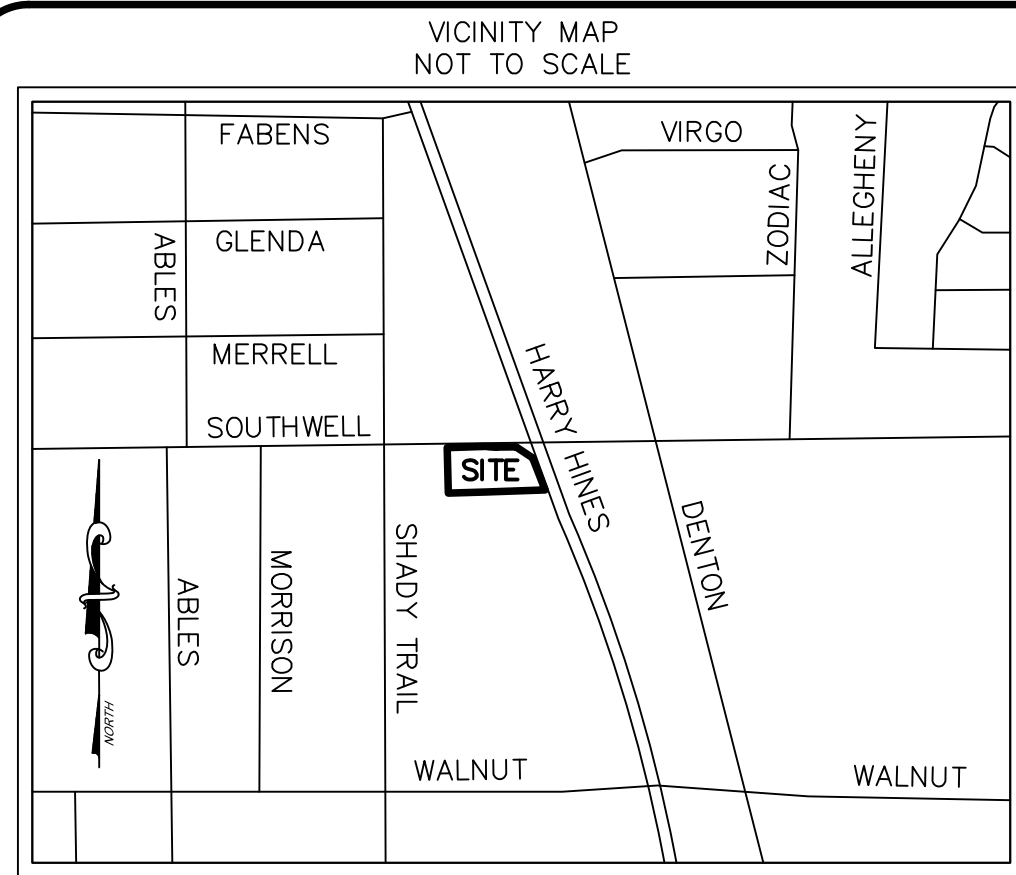 VICINITY MAP
NOT TO SCALE
FABENS
VIRGO
ALLEGHENY
ZODIAC
GLENDA
ABLES
MERRELL
HARRY HINES
SOUTHWELL
SITE
DENTON
SHADY TRAIL
MORRISON
ABLES
NORTH
WALNUT
WALNUT